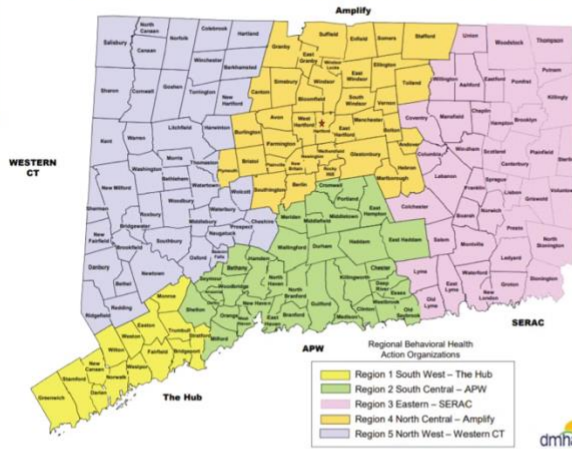 Amplify
WESTERN CT
The Hub
APW
SERAC
Salisbury
North Canaan
Norfolk
Colebrook
Hartland
Winchester
Barkhamsted
Sharon
Cornwall
Goshen
Torrington
New Hartford
Kent
Warren
Litchfield
Harwinton
Washington
Morris
Bethlehem
Thomaston
Watertown
New Milford
Woodbury
Waterbury
Wolcott
Sherman
Roxbury
Bridgewater
Middlebury
Naugatuck
Prospect
Cheshire
New Fairfield
Brookfield
Southbury
Oxford
Danbury
Bethel
Newtown
Ridgefield
Redding
Granby
Suffield
Enfield
Somers
Stafford
East Granby
Windsor Locks
East Windsor
Ellington
Canton
Simsbury
Windsor
Bloomfield
South Windsor
Vernon
Tolland
Avon
West Hartford
Hartford
East Hartford
Manchester
Bolton
Burlington
Farmington
Glastonbury
Andover
Hebron
Bristol
Plainville
New Britain
Rocky Hill
Marlborough
Southington
Berlin
Cromwell
Portland
East Hampton
Meriden
Middlefield
Middletown
Wallingford
Durham
Haddam
East Haddam
Hamden
Bethany
Seymour
Woodbridge
North Haven
North Branford
Killingworth
Chester
Deep River
Essex
Westbrook
Shelton
Orange
West Haven
New Haven
East Haven
Guilford
Madison
Clinton
Old Saybrook
Milford
Monroe
Easton
Trumbull
Stratford
Weston
Wilton
Fairfield
Bridgeport
New Canaan
Westport
Norwalk
Stamford
Darien
Greenwich
Union
Woodstock
Thompson
Willington
Ashford
Eastford
Pomfret
Putnam
Killingly
Coventry
Mansfield
Chaplin
Hampton
Brooklyn
Columbia
Windham
Scotland
Canterbury
Plainfield
Lebanon
Franklin
Sprague
Lisbon
Griswold
Colchester
Bozrah
Norwich
Preston
North Stonington
Salem
Montville
Ledyard
Lyme
East Lyme
Waterford
New London
Groton
Stonington
Old Lyme
Regional Behavioral Health
Action Organizations
Region 1 South West – The Hub
Region 2 South Central – APW
Region 3 Eastern – SERAC
Region 4 North Central – Amplify
Region 5 North West – Western CT
dmha